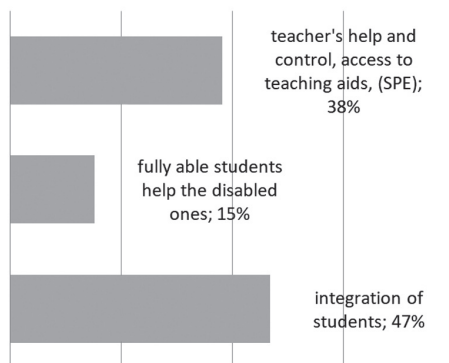 teacher's help and
control, access to
teaching aids, (SPE);
38%
fully able students
help the disabled
ones; 15%
integration of
students; 47%